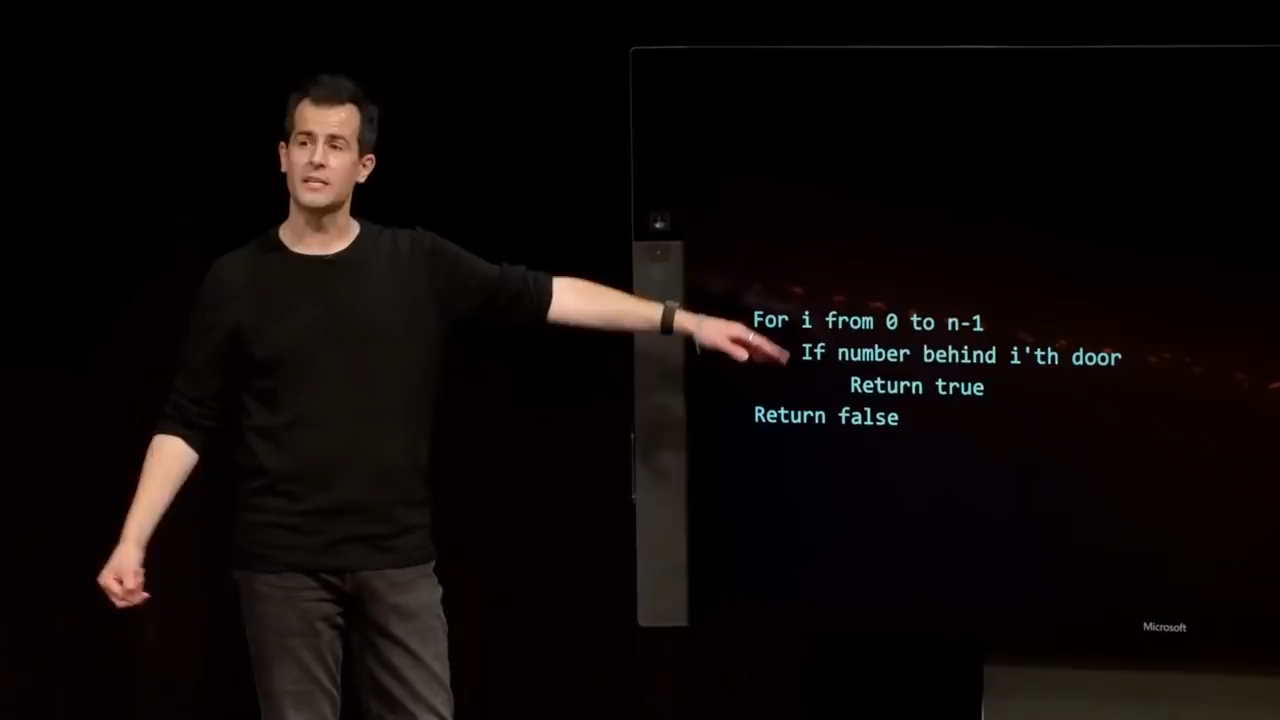 For i from 0 to n-1
If number behind i'th door
Return true
Return false
Microsoft